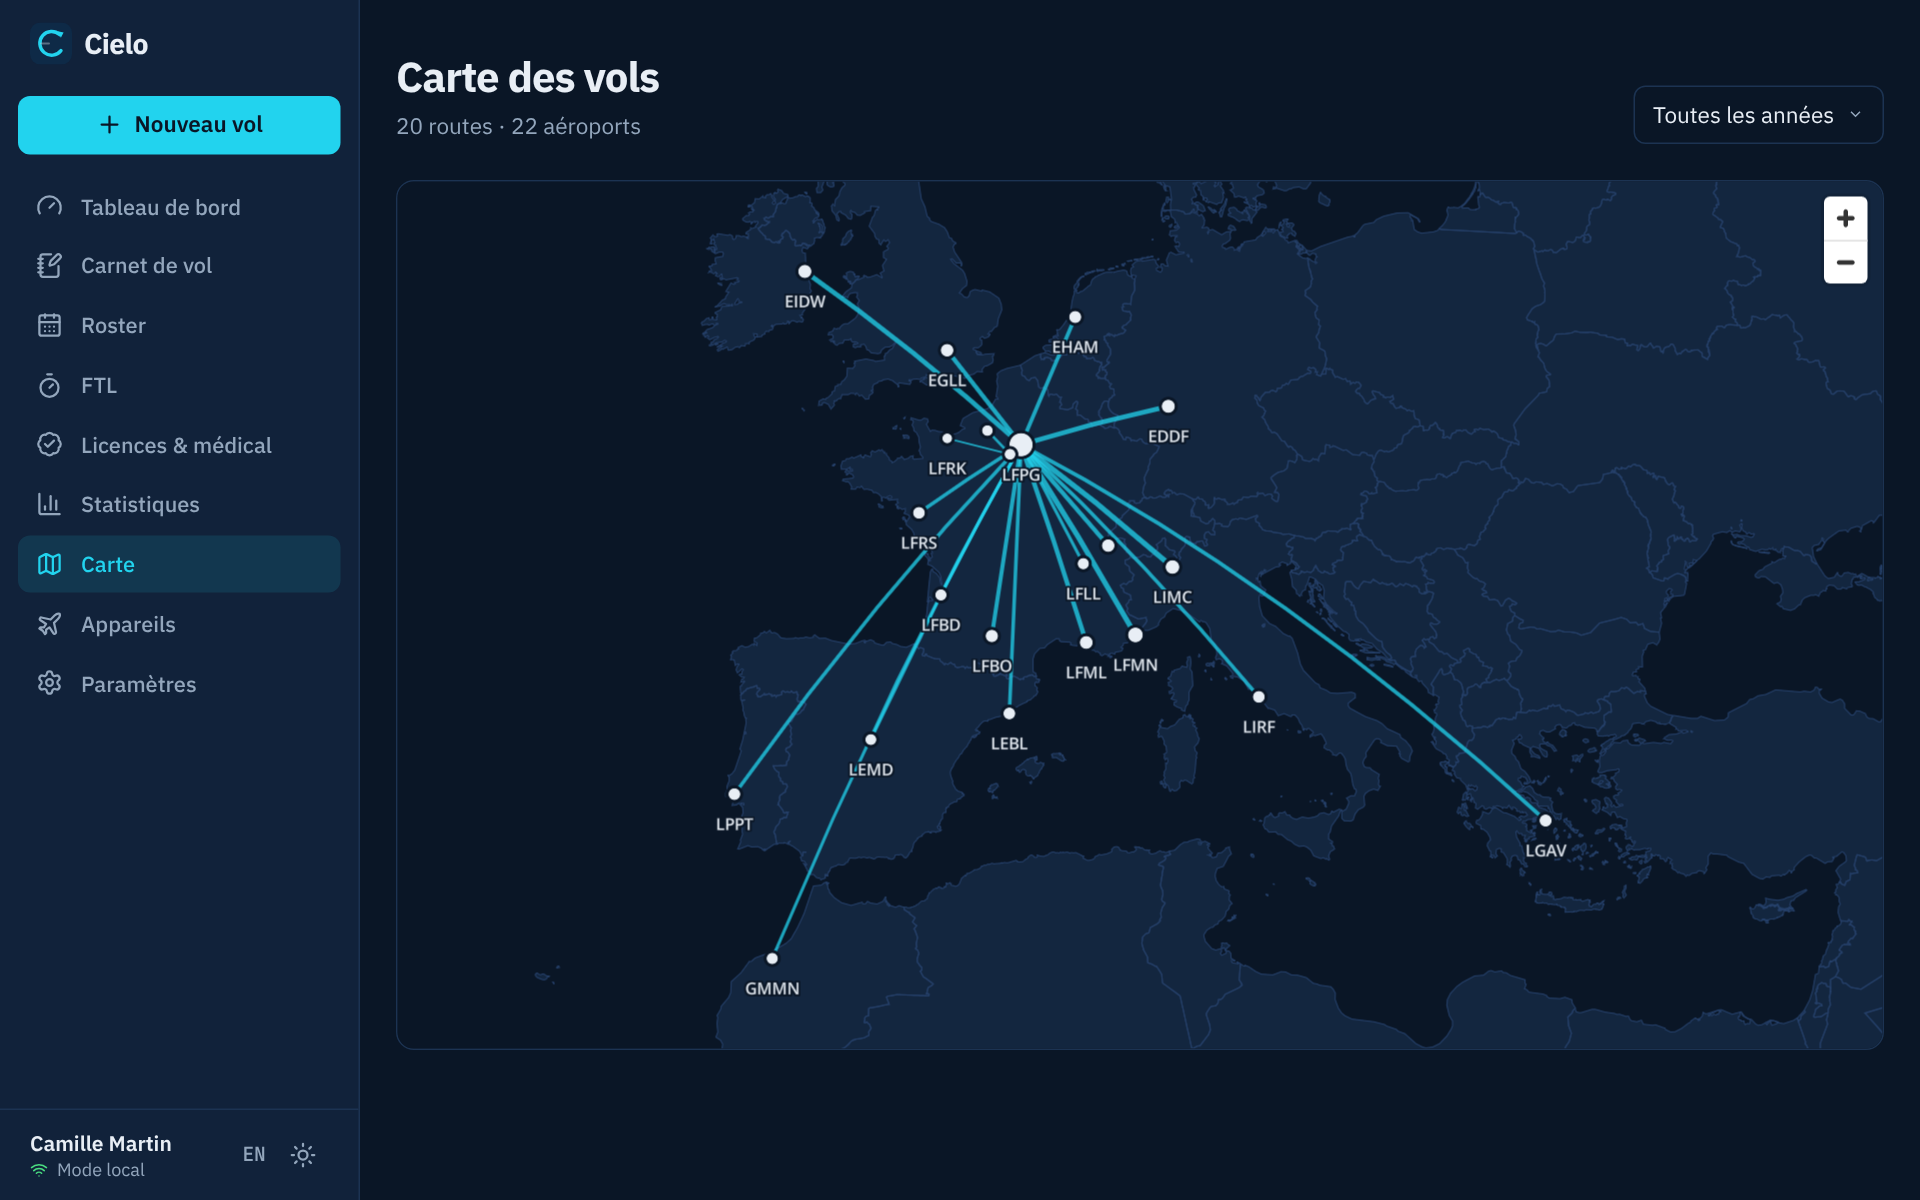 Cielo
Nouveau vol
Tableau de bord
Carnet de vol
Roster
FTL
Licences & médical
Statistiques
Carte
Appareils
Paramètres
Camille Martin
Mode local
EN
Carte des vols
20 routes · 22 aéroports
Toutes les années
+
−
EIDW
EHAM
EGLL
EDDF
LFRK
LFPG
LFRS
LFLL
LIMC
LFBD
LFBO
LFML
LFMN
LIRF
LEBL
LEMD
LPPT
LGAV
GMMN